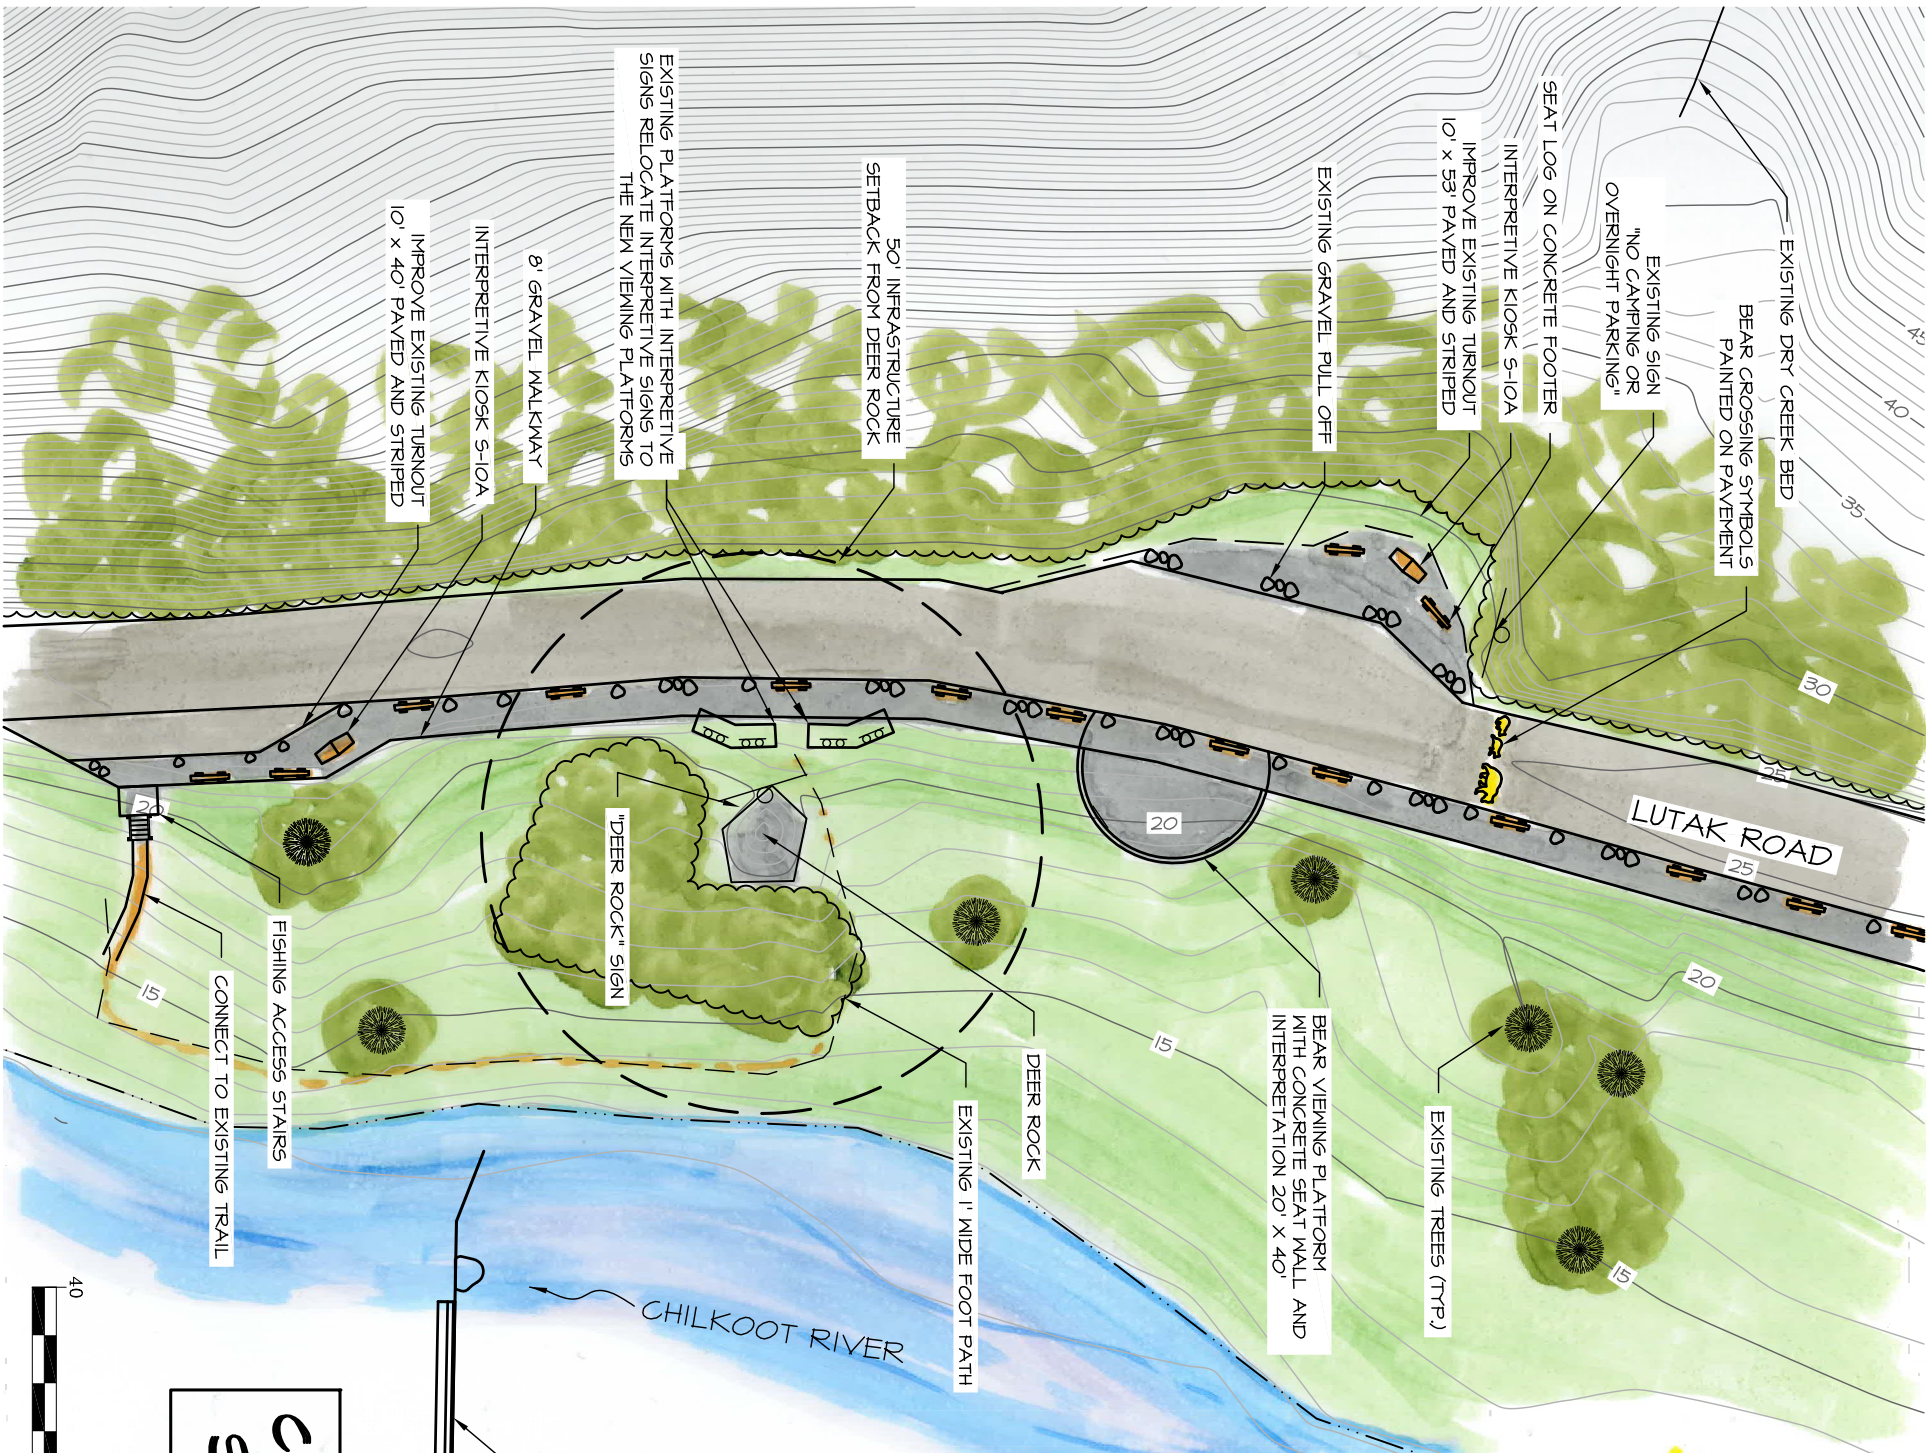 EXISTING DRY CREEK BED
BEAR CROSSING SYMBOLS
PAINTED ON PAVEMENT
EXISTING SIGN
"NO CAMPING OR
OVERNIGHT PARKING"
SEAT LOG ON CONCRETE FOOTER
INTERPRETIVE KIOSK S-10A
IMPROVE EXISTING TURNOUT
10' x 53' PAVED AND STRIPED
EXISTING GRAVEL PULL OFF
50' INFRASTRUCTURE
SETBACK FROM DEER ROCK
EXISTING PLATFORMS WITH INTERPRETIVE
SIGNS RELOCATE INTERPRETIVE SIGNS TO
THE NEW VIEWING PLATFORMS
8' GRAVEL WALKWAY
INTERPRETIVE KIOSK S-10A
IMPROVE EXISTING TURNOUT
10' x 40' PAVED AND STRIPED
45
40
35
30
25
LUTAK ROAD
25
20
20
20
15
15
15
EXISTING TREES (TYP.)
BEAR VIEWING PLATFORM
WITH CONCRETE SEAT WALL AND
INTERPRETATION 20' X 40'
DEER ROCK
EXISTING 1' WIDE FOOT PATH
"DEER ROCK" SIGN
FISHING ACCESS STAIRS
CONNECT TO EXISTING TRAIL
CHILKOOT RIVER
40
C
S